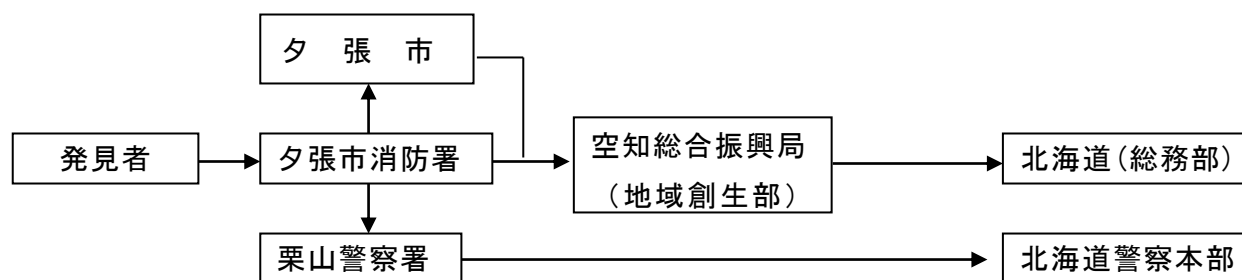 夕　張　市
発見者
夕張市消防署
空知総合振興局
（地域創生部）
北海道（総務部）
栗山警察署
北海道警察本部